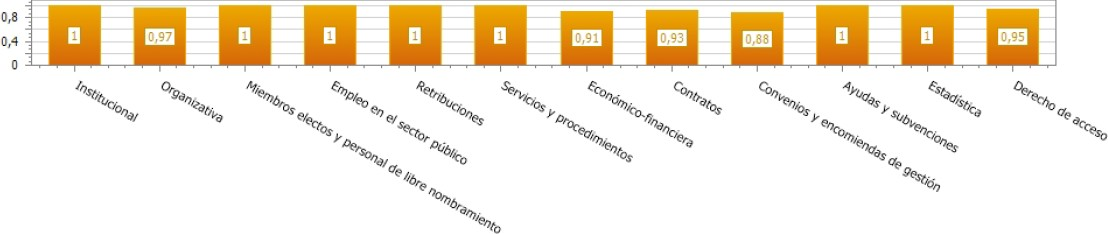 0,8
0,4
0
1
0,97
1
1
1
1
0,91
0,93
0,88
1
1
0,95
Institucional
Organizativa
Miembros electos y personal de libre nombramiento
Empleo en el sector público
Retribuciones
Servicios y procedimientos
Económico-financiera
Contratos
Convenios y encomiendas de gestión
Ayudas y subvenciones
Estadística
Derecho de acceso